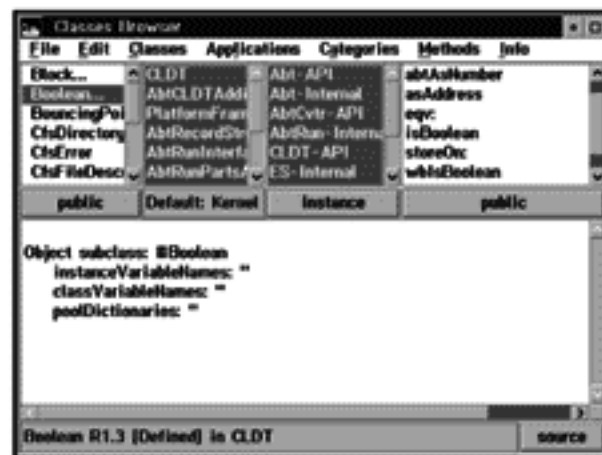 Classes Browser
File Edit Classes Applications Categories Methods Info
Block...
Boolean...
BouncingPoi
CfsDirectory
CfsError
CfsFileDesc
CLDT
AbtCLDTAddi
PlatformFram
AbtRecordStr
AbtRunInterfa
AbtRunPartsA
Abt-API
Abt-Internal
AbtCvtr-API
AbtRun-Interna
CLDT-API
ES-Internal
abtAsNumber
asAddress
eqv:
isBoolean
storeOn:
wbIsBoolean
public
Default: Kernel
instance
public
Object subclass: #Boolean
instanceVariableNames: ''
classVariableNames: ''
poolDictionaries: ''
Boolean R1.3 [Defined] in CLDT
source